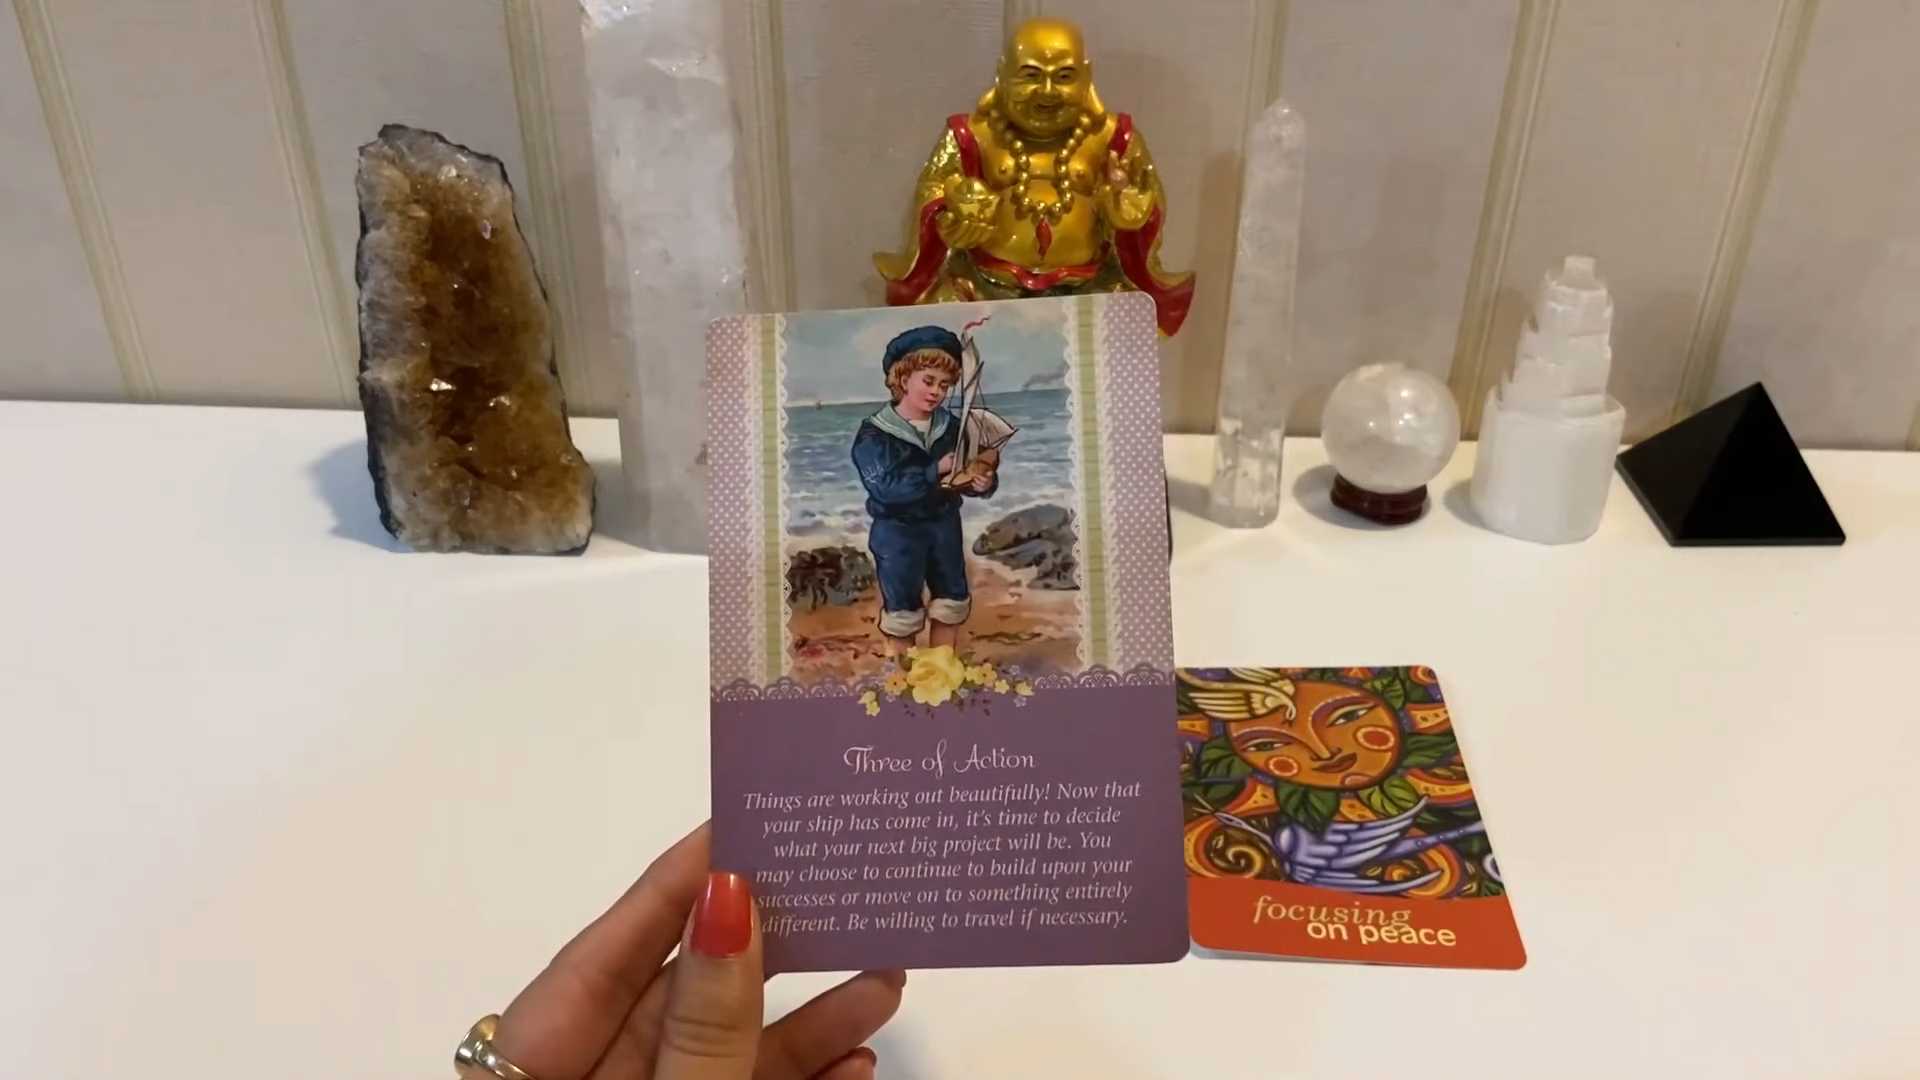 Three of Action
Things are working out beautifully! Now that
your ship has come in, it's time to decide
what your next big project will be. You
may choose to continue to build upon your
successes or move on to something entirely
different. Be willing to travel if necessary.
focusing
on peace